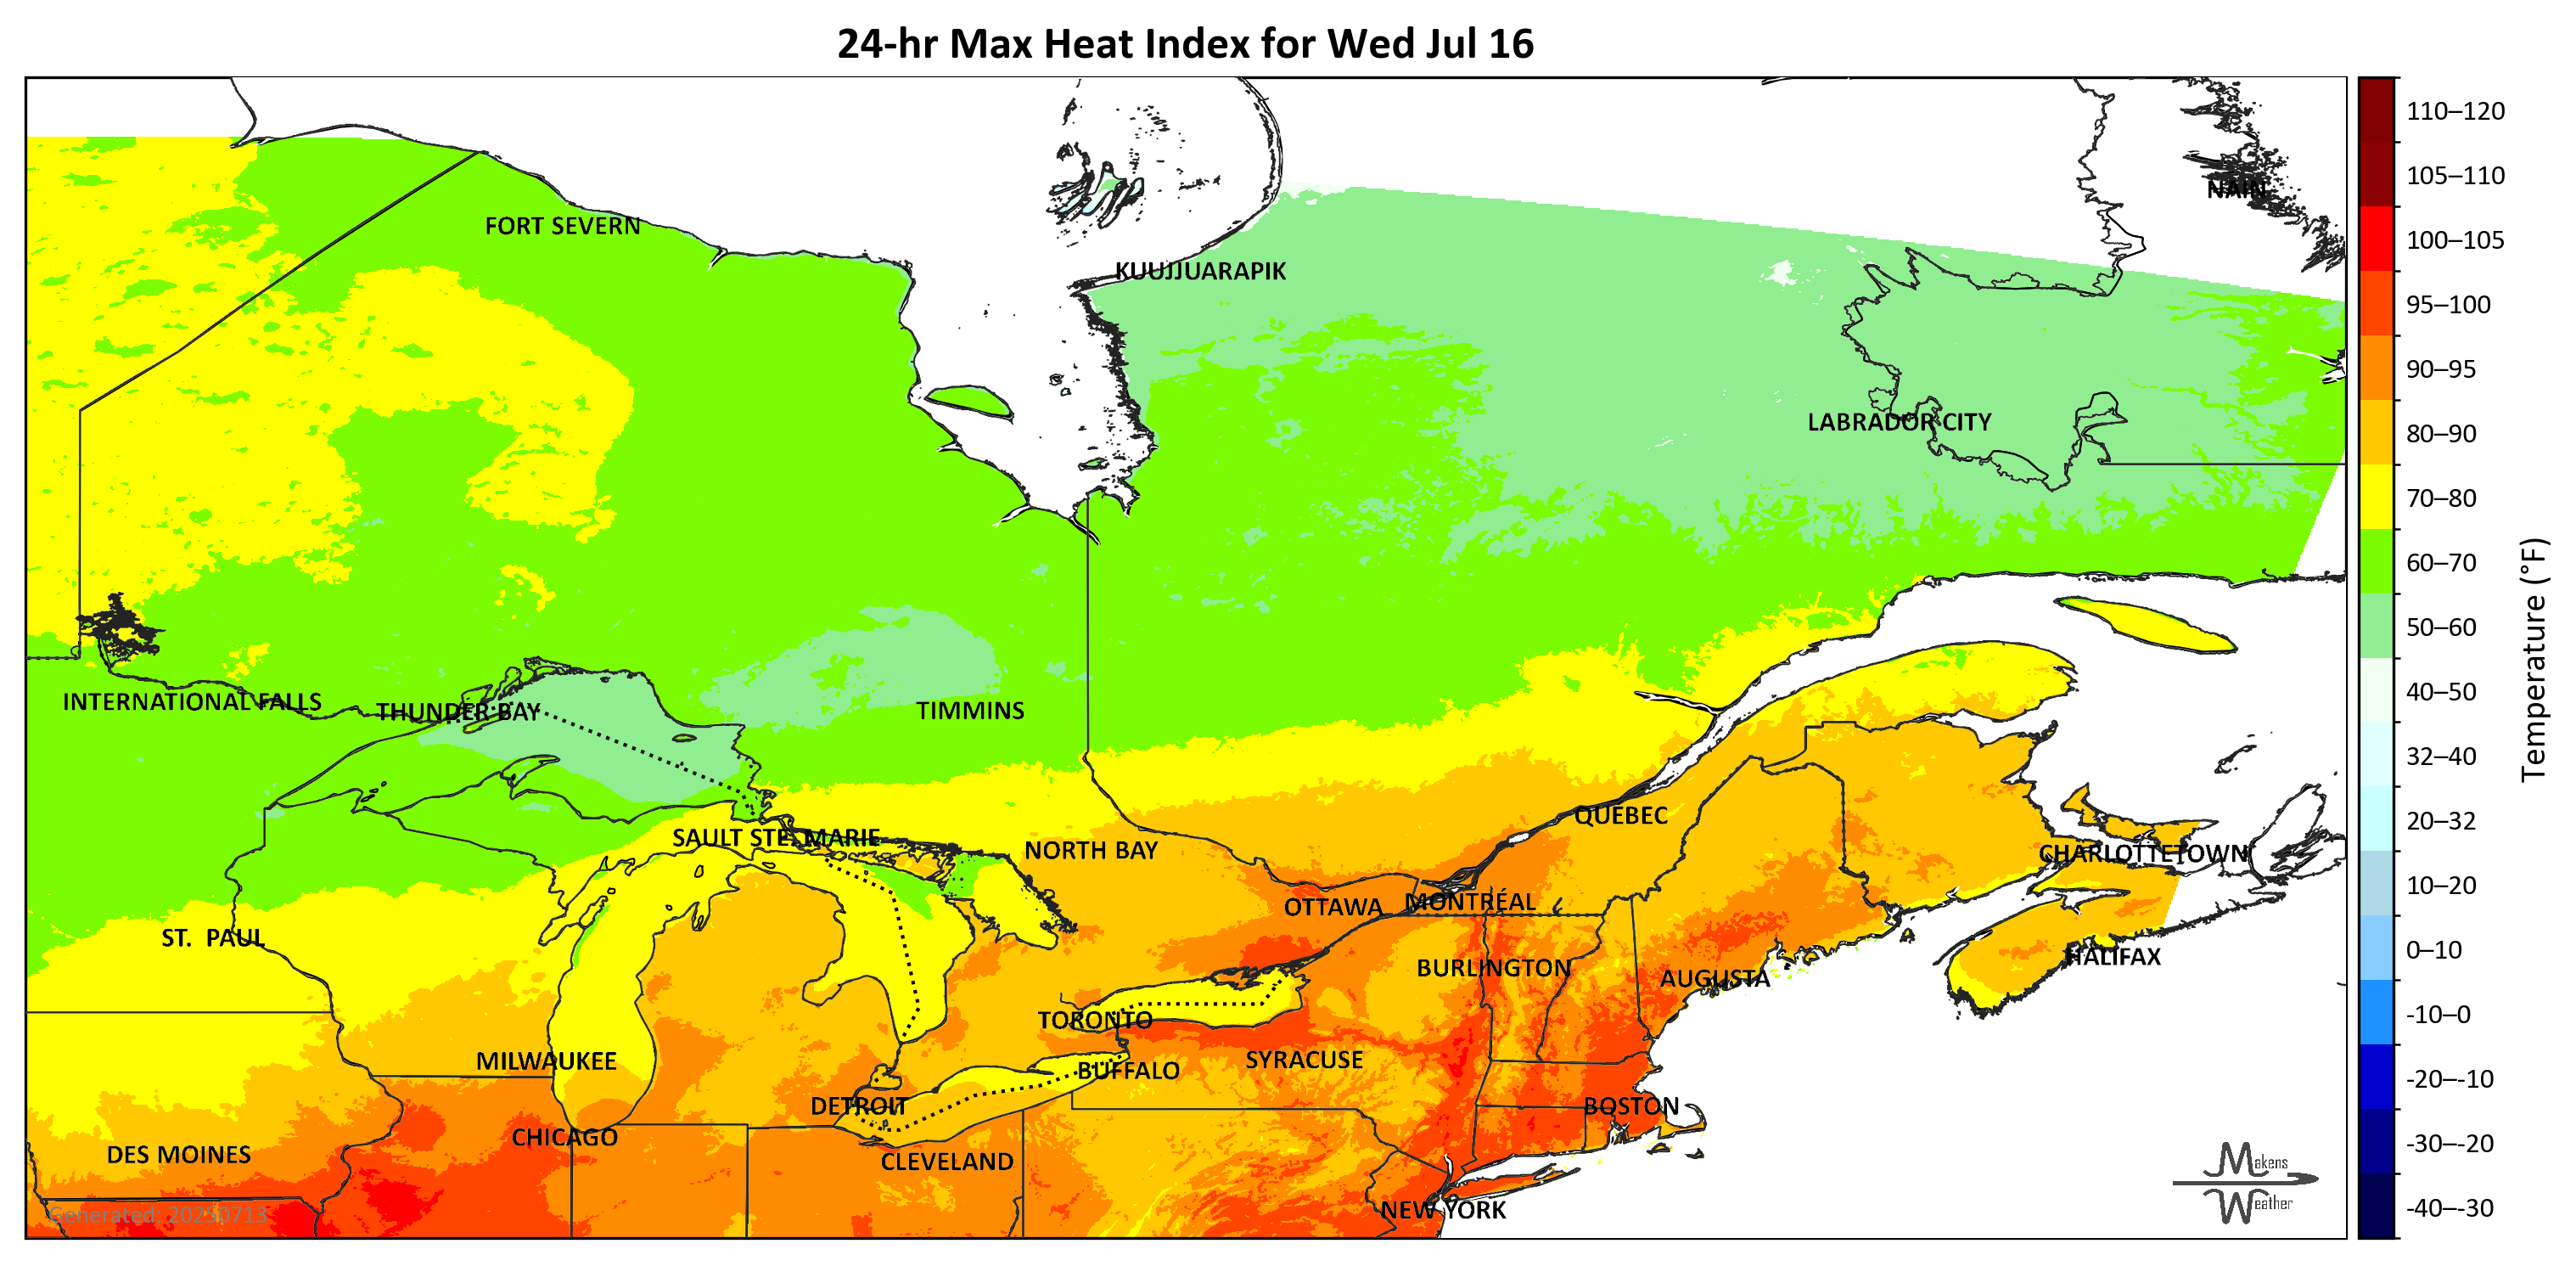 24-hr Max Heat Index for Wed Jul 16
110–120
105–110
NAIN
FORT SEVERN
100–105
KUUJJUARAPIK
95–100
90–95
LABRADOR CITY
80–90
70–80
60–70
50–60
Temperature (°F)
40–50
INTERNATIONAL FALLS
THUNDER BAY
TIMMINS
32–40
QUEBEC
20–32
SAULT STE. MARIE
NORTH BAY
CHARLOTTETOWN
10–20
OTTAWA
MONTRÉAL
ST. PAUL
0–10
HALIFAX
BURLINGTON
AUGUSTA
-10–0
TORONTO
MILWAUKEE
SYRACUSE
BUFFALO
-20–-10
DETROIT
BOSTON
CHICAGO
-30–-20
DES MOINES
CLEVELAND
Makens
Weather
NEW YORK
-40–-30
Generated: 20250713